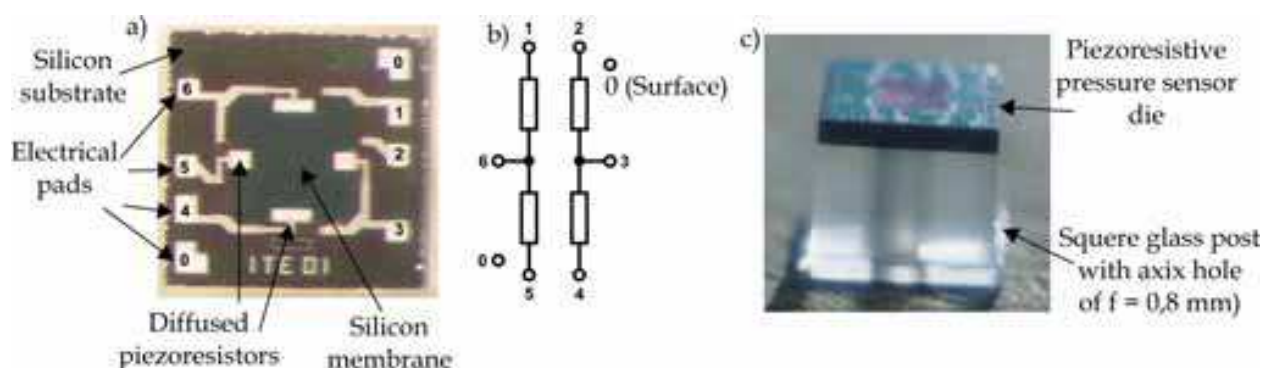 a)
Silicon
substrate
Electrical
pads
0
6
1
2
5
4
3
0
ITE 01
Diffused
piezoresistors
Silicon
membrane
b)
1
2
0 (Surface)
6
3
0
5
4
c)
Piezoresistive
pressure sensor
die
Squere glass post
with axix hole
of f = 0,8 mm)